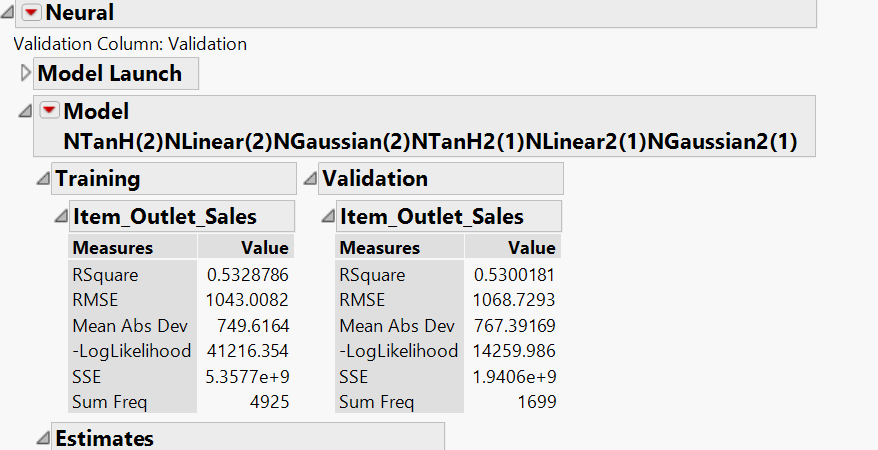 Neural
Validation Column: Validation
Model Launch
Model
NTanH(2)NLinear(2)NGaussian(2)NTanH2(1)NLinear2(1)NGaussian2(1)
Training Validation
Item_Outlet_Sales Item_Outlet_Sales
Measures Value Measures Value
RSquare 0.5328786 RSquare 0.5300181
RMSE 1043.0082 RMSE 1068.7293
Mean Abs Dev 749.6164 Mean Abs Dev 767.39169
-LogLikelihood 41216.354 -LogLikelihood 14259.986
SSE 5.3577e+9 SSE 1.9406e+9
Sum Freq 4925 Sum Freq 1699
Estimates